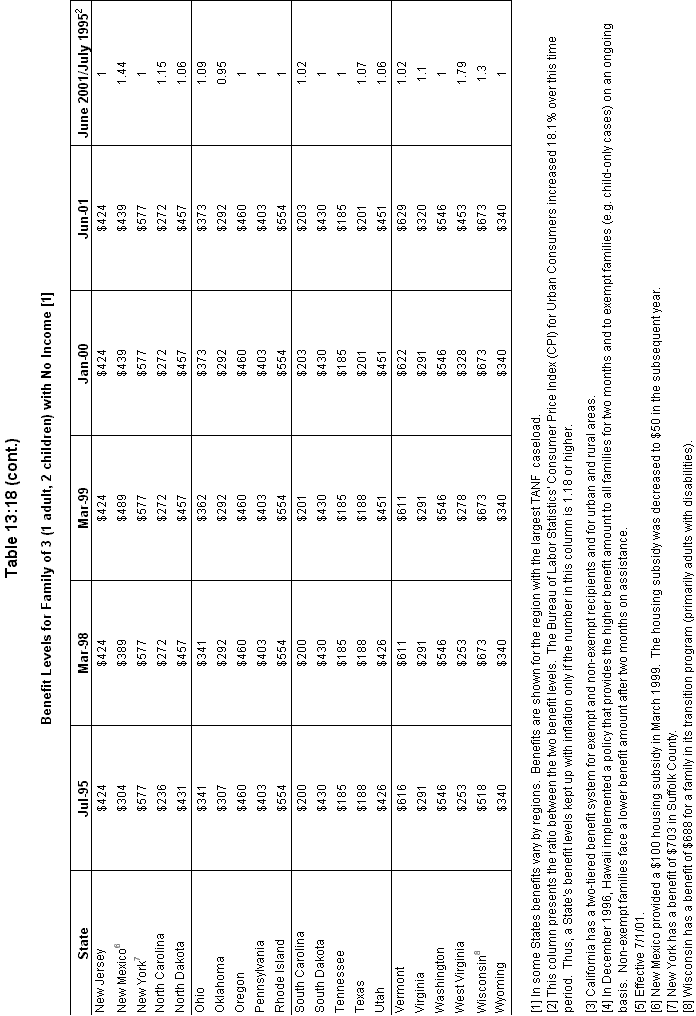 Table 13:18 (cont.)
Benefit Levels for Family of 3 (1 adult, 2 children) with No Income [1]
State Jul-95 Mar-98 Mar-99 Jan-00 Jun-01 June 2001/July 1995²
New Jersey $424 $424 $424 $424 $424 1
New Mexico⁶ $304 $389 $489 $439 $439 1.44
New York⁷ $577 $577 $577 $577 $577 1
North Carolina $236 $272 $272 $272 $272 1.15
North Dakota $431 $457 $457 $457 $457 1.06
Ohio $341 $341 $362 $373 $373 1.09
Oklahoma $307 $292 $292 $292 $292 0.95
Oregon $460 $460 $460 $460 $460 1
Pennsylvania $403 $403 $403 $403 $403 1
Rhode Island $554 $554 $554 $554 $554 1
South Carolina $200 $200 $201 $203 $203 1.02
South Dakota $430 $430 $430 $430 $430 1
Tennessee $185 $185 $185 $185 $185 1
Texas $188 $188 $188 $201 $201 1.07
Utah $426 $426 $451 $451 $451 1.06
Vermont $616 $611 $611 $622 $629 1.02
Virginia $291 $291 $291 $291 $320 1.1
Washington $546 $546 $546 $546 $546 1
West Virginia $253 $253 $278 $328 $453 1.79
Wisconsin⁸ $518 $673 $673 $673 $673 1.3
Wyoming $340 $340 $340 $340 $340 1
[1] In some States benefits vary by regions. Benefits are shown for the region with the largest TANF caseload.
[2] This column presents the ratio between the two benefit levels. The Bureau of Labor Statistics' Consumer Price Index (CPI) for Urban Consumers increased 18.1% over this time
period. Thus, a State's benefit levels kept up with inflation only if the number in this column is 1.18 or higher.
[3] California has a two-tiered benefit system for exempt and non-exempt recipients and for urban and rural areas.
[4] In December 1996, Hawaii implemented a policy that provides the higher benefit amount to all families for two months and to exempt families (e.g. child-only cases) on an ongoing
basis. Non-exempt families face a lower benefit amount after two months on assistance.
[5] Effective 7/1/01.
[6] New Mexico provided a $100 housing subsidy in March 1999. The housing subsidy was decreased to $50 in the subsequent year.
[7] New York has a benefit of $703 in Suffolk County.
[8] Wisconsin has a benefit of $688 for a family in its transition program (primarily adults with disabilities).